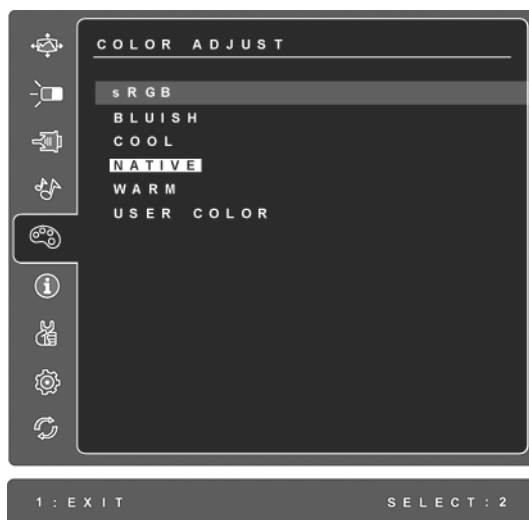 COLOR ADJUST
sRGB
BLUISH
COOL
NATIVE
WARM
USER COLOR
1:EXIT SELECT:2